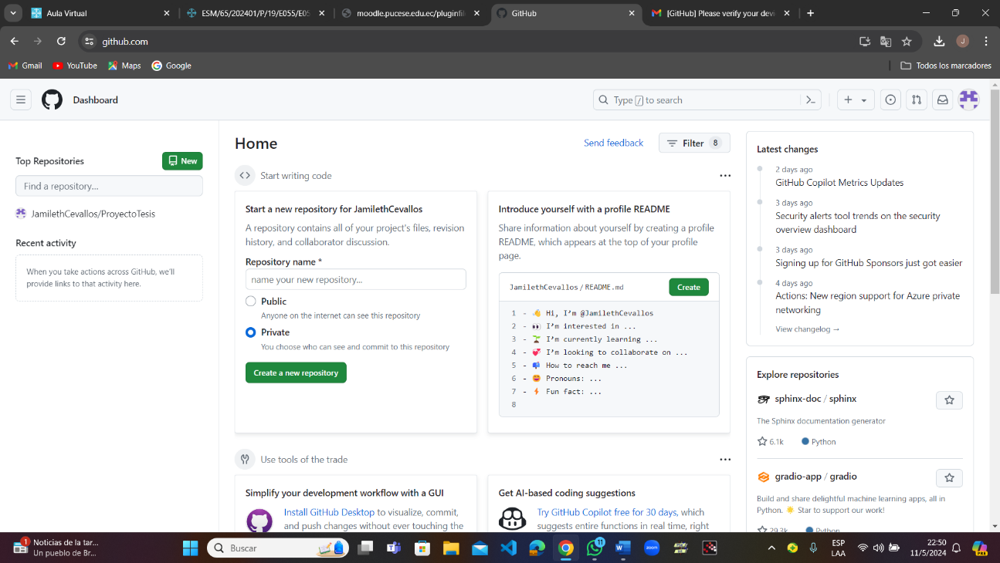 Aula Virtual
ESM/65/202401/P/19/E055/E05
moodle.pucese.edu.ec/pluginfil
GitHub
[GitHub] Please verify your devi
github.com
J
Gmail
YouTube
Maps
Google
Todos los marcadores
Dashboard
Type / to search
Top Repositories
New
Find a repository...
JamilethCevallos/ProyectoTesis
Recent activity
When you take actions across GitHub, we'll
provide links to that activity here.
Home
Send feedback
Filter 8
Start writing code
Start a new repository for JamilethCevallos
A repository contains all of your project's files, revision
history, and collaborator discussion.
Repository name *
name your new repository...
Public
Anyone on the internet can see this repository
Private
You choose who can see and commit to this repository
Create a new repository
Introduce yourself with a profile README
Share information about yourself by creating a profile
README, which appears at the top of your profile
page.
JamilethCevallos / README.md
Create
1 - 👋 Hi, I'm @JamilethCevallos
2 - 👀 I'm interested in ...
3 - 🌱 I'm currently learning ...
4 - 💞️ I'm looking to collaborate on ...
5 - 📫 How to reach me ...
6 - 😄 Pronouns: ...
7 - ⚡ Fun fact: ...
8
Use tools of the trade
Simplify your development workflow with a GUI
Install GitHub Desktop to visualize, commit,
and push changes without ever touching the
Get AI-based coding suggestions
Try GitHub Copilot free for 30 days, which
suggests entire functions in real time, right
Latest changes
2 days ago
GitHub Copilot Metrics Updates
3 days ago
Security alerts tool trends on the security
overview dashboard
3 days ago
Signing up for GitHub Sponsors just got easier
4 days ago
Actions: New region support for Azure private
networking
View changelog →
Explore repositories
sphinx-doc / sphinx
The Sphinx documentation generator
6.1k
Python
gradio-app / gradio
Build and share delightful machine learning apps, all in
Python. 🌟 Star to support our work!
29.3k
Python
1
Noticias de la tar...
Un pueblo de Br...
Buscar
11
zoom
ESP
LAA
22:50
11/5/2024
PRE